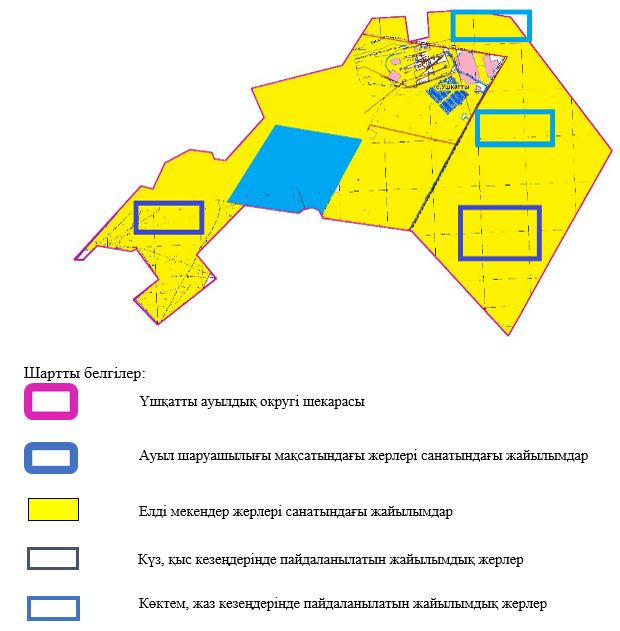 с.Ушкатты
Шартты белгілер:
Үшқатты ауылдық округі шекарасы
Ауыл шаруашылығы мақсатындағы жерлері санатындағы жайылымдар
Елді мекендер жерлері санатындағы жайылымдар
Күз, қыс кезеңдерінде пайдаланылатын жайылымдық жерлер
Көктем, жаз кезеңдерінде пайдаланылатын жайылымдық жерлер